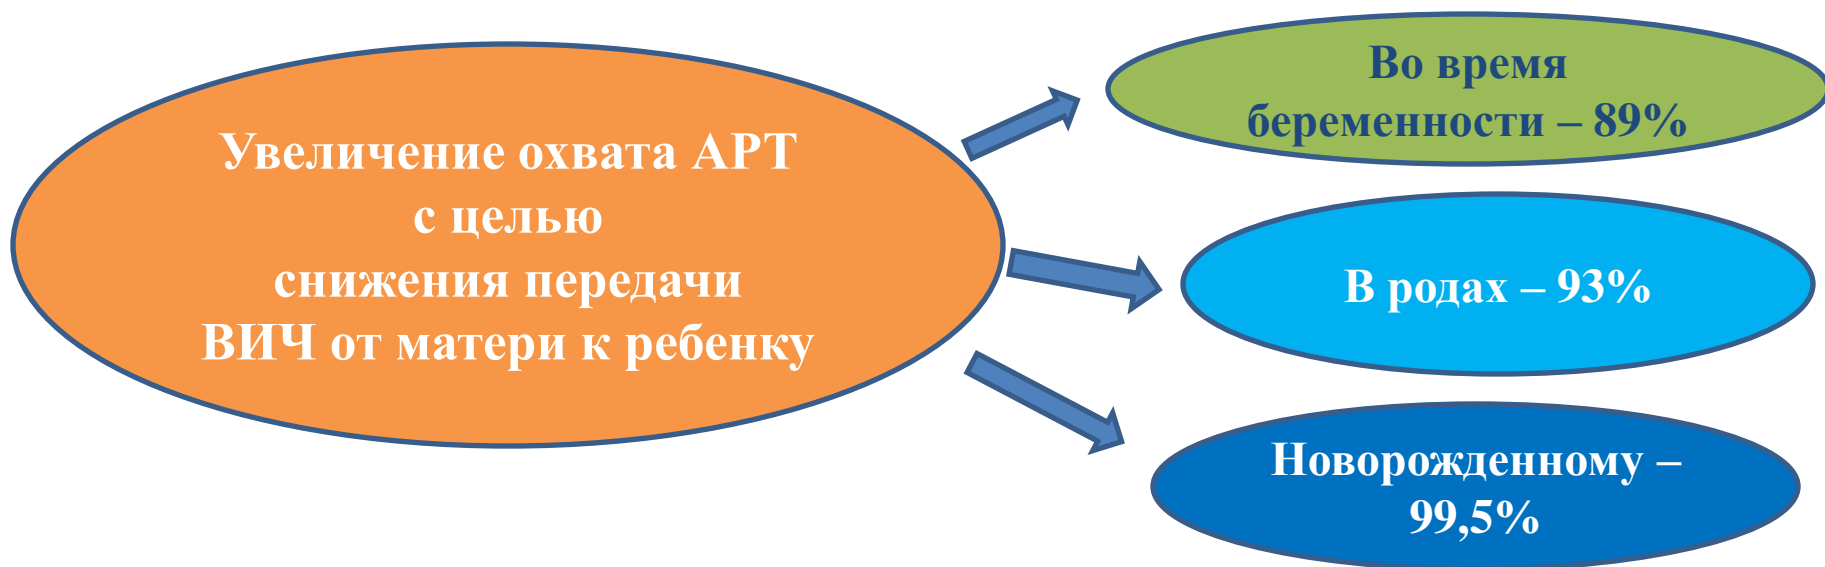 Увеличение охвата АРТ
с целью
снижения передачи
ВИЧ от матери к ребенку
Во время
беременности – 89%
В родах – 93%
Новорожденному –
99,5%